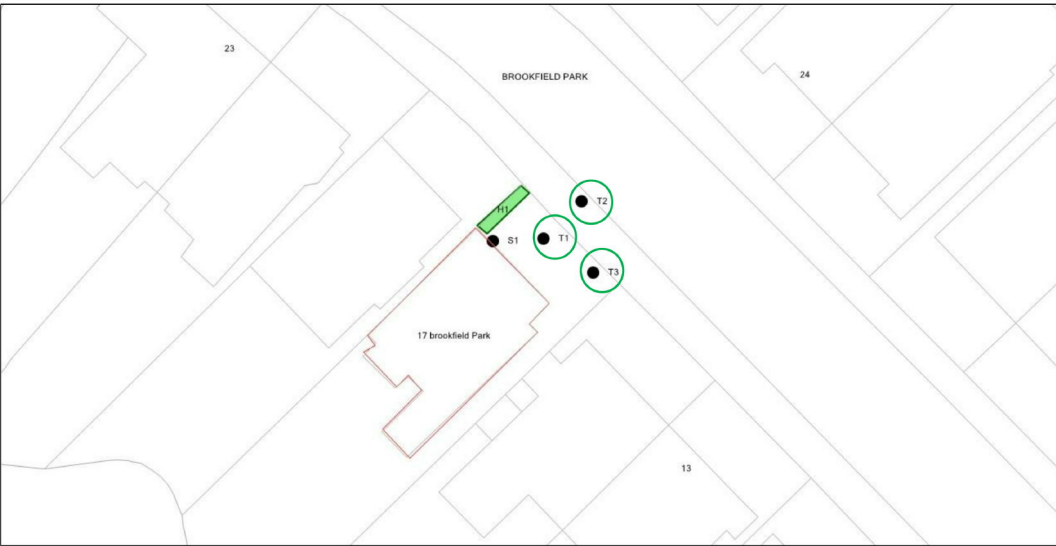 23
BROOKFIELD PARK
24
T2
H1
S1
T1
T3
17 brookfield Park
13